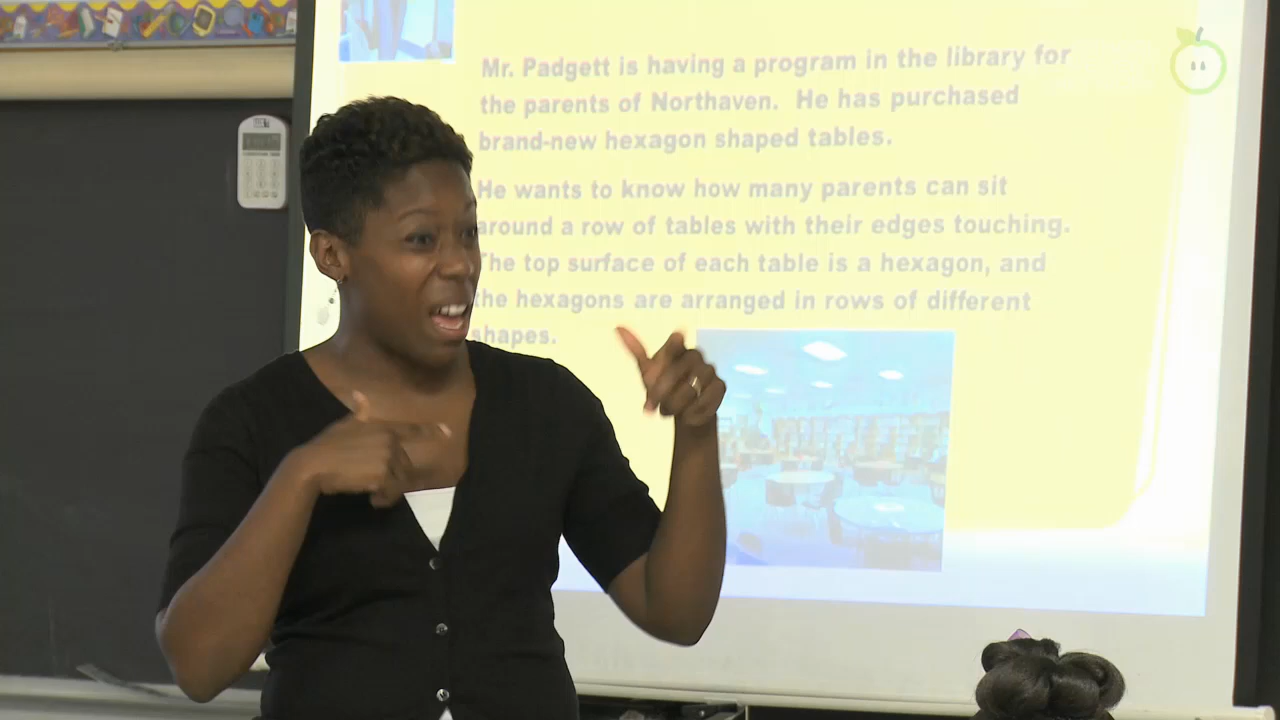 Mr. Padgett is having a program in the library for
the parents of Northaven. He has purchased
brand-new hexagon shaped tables.
He wants to know how many parents can sit
around a row of tables with their edges touching.
The top surface of each table is a hexagon, and
the hexagons are arranged in rows of different
shapes.